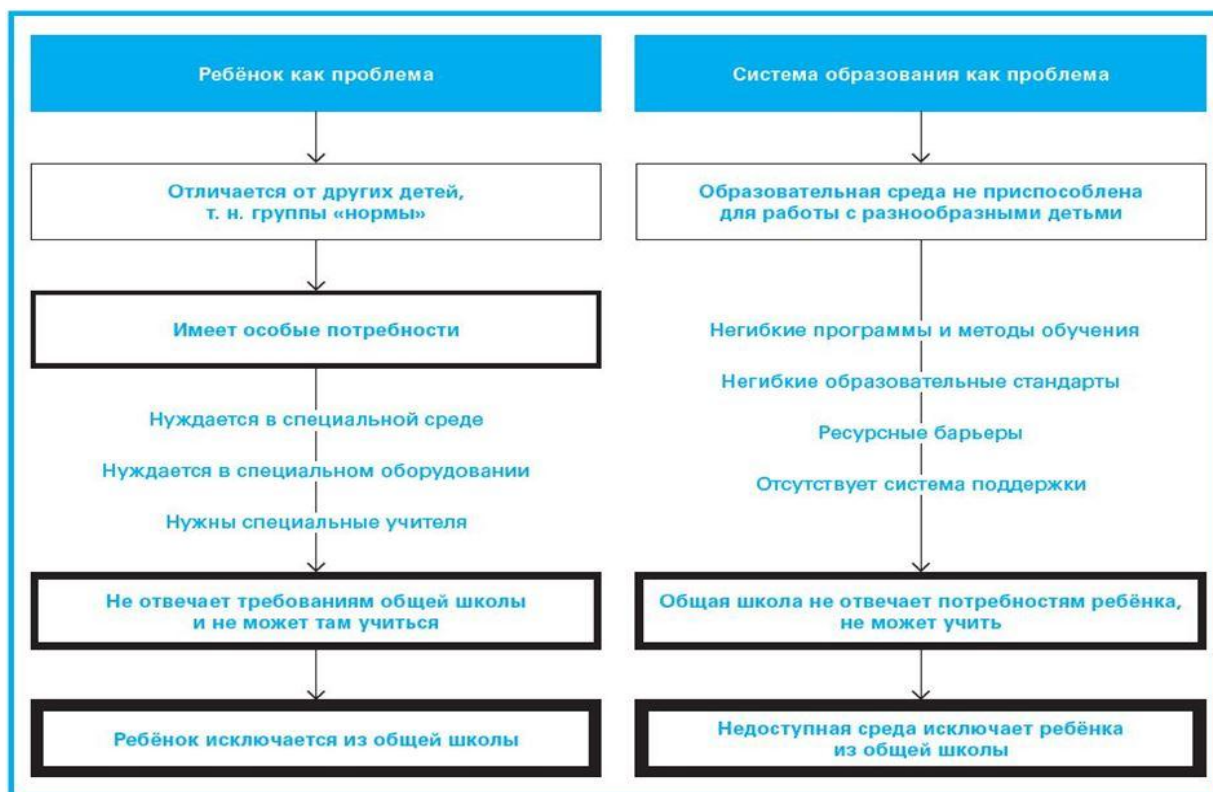 Ребёнок как проблема
Отличается от других детей,
т. н. группы «нормы»
Имеет особые потребности
Нуждается в специальной среде
Нуждается в специальном оборудовании
Нужны специальные учителя
Не отвечает требованиям общей школы
и не может там учиться
Ребёнок исключается из общей школы
Система образования как проблема
Образовательная среда не приспособлена
для работы с разнообразными детьми
Негибкие программы и методы обучения
Негибкие образовательные стандарты
Ресурсные барьеры
Отсутствует система поддержки
Общая школа не отвечает потребностям ребёнка,
не может учить
Недоступная среда исключает ребёнка
из общей школы